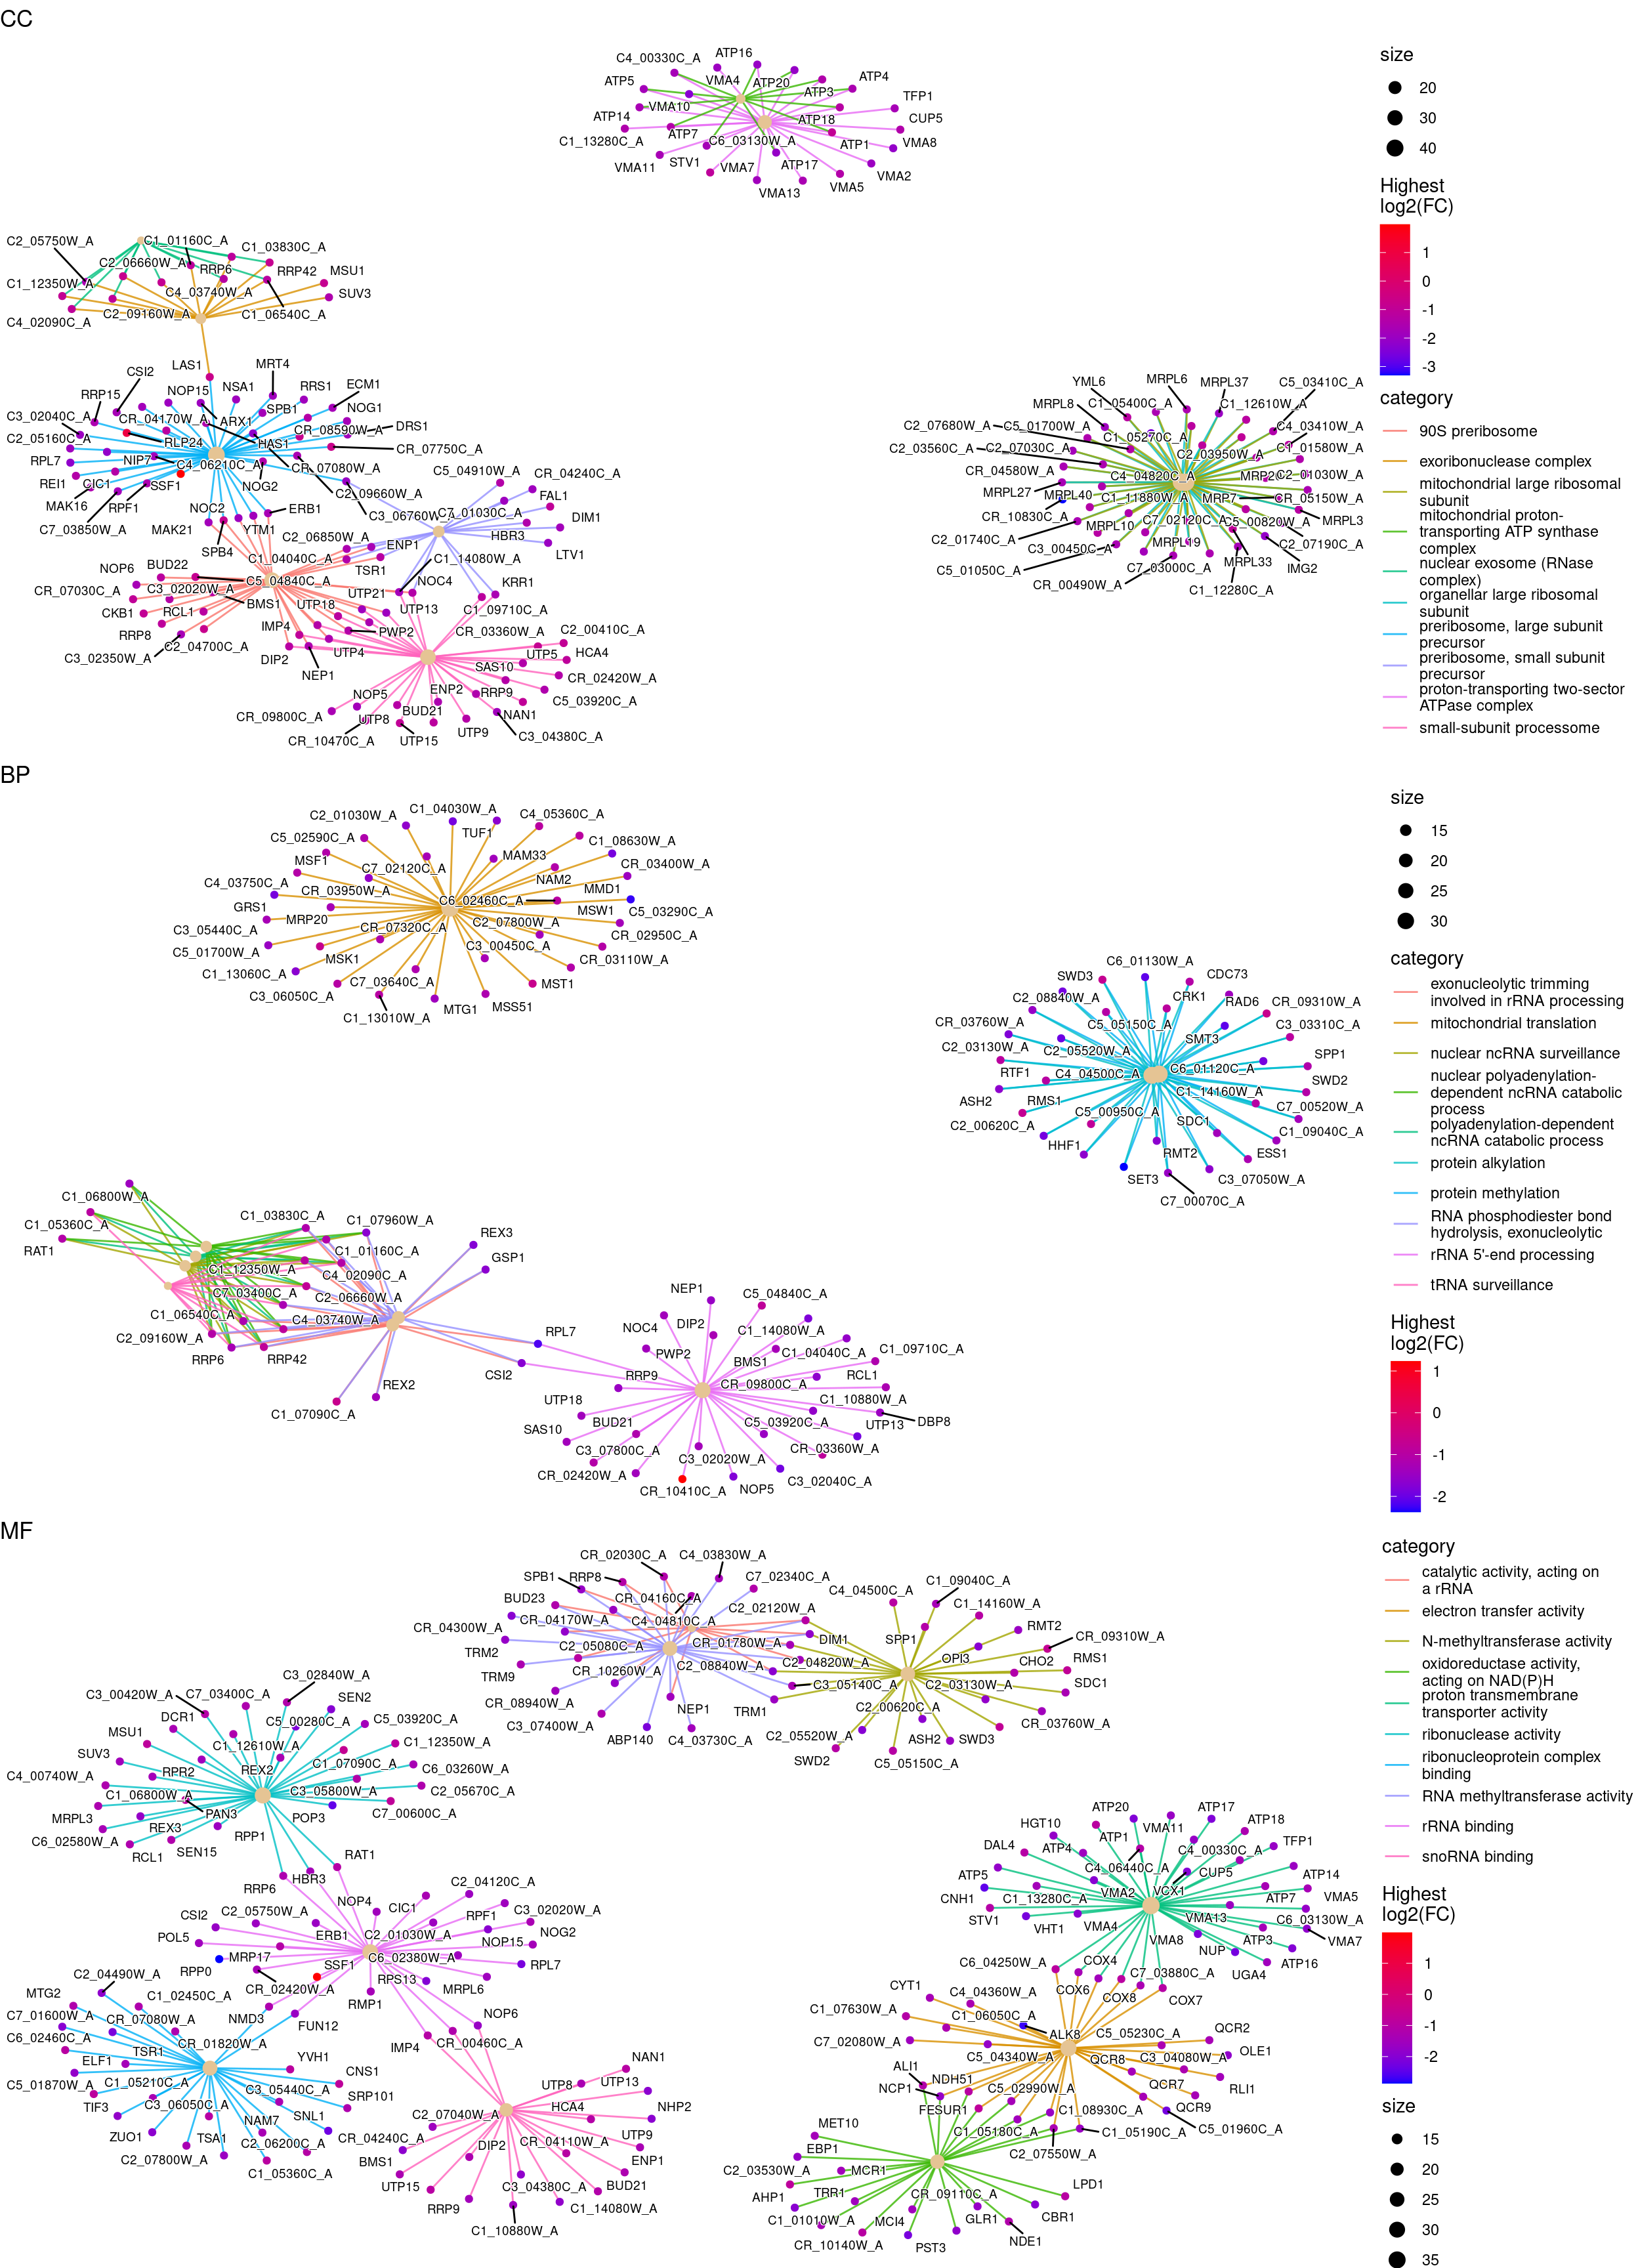 CC
C4_00330C_A
ATP16
ATP5
VMA4
ATP20
ATP4
ATP3
TFP1
VMA10
ATP14
ATP18
CUP5
ATP7
C1_13280C_A
C6_03130W_A
ATP1
VMA8
VMA11
STV1
VMA7
ATP17
VMA2
VMA13
VMA5
C2_05750W_A
C1_01160C_A
C1_03830C_A
C2_06660W_A
RRP6
RRP42
MSU1
C1_12350W_A
C4_03740W_A
SUV3
C4_02090C_A
C2_09160W_A
C1_06540C_A
LAS1
MRT4
CSI2
RRP15
NOP15
NSA1
RRS1
ECM1
SPB1
NOG1
C3_02040C_A
CR_04170W_A
ARX1
CR_08590W_A
DRS1
C2_05160C_A
RLP24
HAS1
CR_07750C_A
RPL7
NIP7
C4_06210C_A
CR_07080W_A
REI1
CIC1
SSF1
NOG2
C2_09660W_A
MAK16
RPF1
NOC2
ERB1
C7_03850W_A
MAK21
YTM1
SPB4
C5_04910W_A
CR_04240C_A
FAL1
C3_06760W_A
C7_01030C_A
DIM1
HBR3
LTV1
C2_06850W_A
ENP1
C1_04040C_A
TSR1
C1_14080W_A
NOP6
BUD22
C5_04840C_A
NOC4
KRR1
CR_07030C_A
C3_02020W_A
UTP21
CKB1
RCL1
BMS1
UTP18
UTP13
C1_09710C_A
RRP8
IMP4
PWP2
CR_03360W_A
C2_00410C_A
C3_02350W_A
C2_04700C_A
DIP2
UTP4
UTP5
HCA4
NEP1
SAS10
CR_02420W_A
NOP5
ENP2
RRP9
C5_03920C_A
CR_09800C_A
UTP8
BUD21
NAN1
CR_10470C_A
UTP15
UTP9
C3_04380C_A
YML6
MRPL6
MRPL37
C5_03410C_A
MRPL8
C1_05400C_A
C1_12610W_A
C2_07680W_A
C5_01700W_A
C1_05270C_A
C4_03410W_A
C2_03560C_A
C2_07030C_A
C2_03950W_A
C1_01580W_A
CR_04580W_A
C4_04820C_A
C2_01030W_A
MRPL27
MRPL40
C1_11880W_A
MRP7
CR_05150W_A
CR_10830C_A
MRPL10
C7_02120C_A
C5_00820W_A
MRPL3
C2_01740C_A
C3_00450C_A
MRPL19
C2_07190C_A
C5_01050C_A
C7_03000C_A
MRPL33
IMG2
CR_00490W_A
C1_12280C_A
size
20
30
40
Highest
log2(FC)
1
0
-1
-2
-3
category
90S preribosome
exoribonuclease complex
mitochondrial large ribosomal
subunit
mitochondrial proton-
transporting ATP synthase
complex
nuclear exosome (RNase
complex)
organellar large ribosomal
subunit
preribosome, large subunit
precursor
preribosome, small subunit
precursor
proton-transporting two-sector
ATPase complex
small-subunit processome
BP
C2_01030W_A
C1_04030W_A
C4_05360C_A
C5_02590C_A
TUF1
C1_08630W_A
MSF1
C7_02120C_A
MAM33
CR_03400W_A
C4_03750C_A
CR_03950W_A
NAM2
MMD1
GRS1
C6_02460C_A
MSW1
C5_03290C_A
C3_05440C_A
MRP20
CR_07320C_A
C2_07800W_A
CR_02950C_A
C5_01700W_A
MSK1
C3_00450C_A
CR_03110W_A
C1_13060C_A
C7_03640C_A
MST1
C3_06050C_A
MTG1
MSS51
C1_13010W_A
SWD3
C6_01130W_A
CDC73
C2_08840W_A
CRK1
RAD6
CR_09310W_A
CR_03760W_A
C5_05150C_A
SMT3
C3_03310C_A
C2_03130W_A
C2_05520W_A
SPP1
RTF1
C4_04500C_A
C6_01120C_A
SWD2
ASH2
RMS1
C1_14160W_A
C7_00520W_A
C2_00620C_A
C5_00950C_A
SDC1
C1_09040C_A
HHF1
RMT2
ESS1
SET3
C3_07050W_A
C7_00070C_A
C1_06800W_A
C1_05360C_A
C1_03830C_A
C1_07960W_A
REX3
RAT1
C1_01160C_A
GSP1
C1_12350W_A
C4_02090C_A
C7_03400C_A
C2_06660W_A
C1_06540C_A
C4_03740W_A
C2_09160W_A
RRP6
RRP42
RPL7
CSI2
REX2
C1_07090C_A
NEP1
C5_04840C_A
NOC4
DIP2
C1_14080W_A
PWP2
BMS1
C1_04040C_A
C1_09710C_A
RRP9
CR_09800C_A
RCL1
UTP18
C1_10880W_A
SAS10
BUD21
C5_03920C_A
UTP13
DBP8
C3_07800C_A
C3_02020W_A
CR_03360W_A
CR_02420W_A
C3_02040C_A
CR_10410C_A
NOP5
size
15
20
25
30
category
exonucleolytic trimming
involved in rRNA processing
mitochondrial translation
nuclear ncRNA surveillance
nuclear polyadenylation-
dependent ncRNA catabolic
process
polyadenylation-dependent
ncRNA catabolic process
protein alkylation
protein methylation
RNA phosphodiester bond
hydrolysis, exonucleolytic
rRNA 5'-end processing
tRNA surveillance
Highest
log2(FC)
1
0
-1
-2
MF
CR_02030C_A
C4_03830W_A
SPB1
RRP8
C7_02340C_A
BUD23
CR_04160C_A
C2_02120W_A
CR_04300W_A
CR_04170W_A
C4_04810C_A
DIM1
TRM2
C2_05080C_A
CR_01780W_A
TRM9
CR_10260W_A
C2_08840W_A
C2_04820W_A
CR_08940W_A
NEP1
TRM1
C3_05140C_A
C3_07400W_A
ABP140
C4_03730C_A
C4_04500C_A
C1_09040C_A
C1_14160W_A
SPP1
RMT2
CR_09310W_A
OPI3
CHO2
RMS1
C2_03130W_A
SDC1
C2_00620C_A
CR_03760W_A
C2_05520W_A
ASH2
SWD3
SWD2
C5_05150C_A
C3_02840W_A
C3_00420W_A
C7_03400C_A
SEN2
DCR1
C5_00280C_A
C5_03920C_A
MSU1
C1_12610W_A
C1_12350W_A
SUV3
REX2
C1_07090C_A
C6_03260W_A
C4_00740W_A
RPR2
C3_05800W_A
C2_05670C_A
C1_06800W_A
PAN3
POP3
C7_00600C_A
MRPL3
REX3
RPP1
C6_02580W_A
RCL1
SEN15
RAT1
HBR3
RRP6
NOP4
CIC1
C2_04120C_A
CSI2
C2_05750W_A
RPF1
C3_02020W_A
POL5
ERB1
C2_01030W_A
NOP15
NOG2
MRP17
C6_02380W_A
RPL7
RPP0
SSF1
RPS13
MRPL6
CR_02420W_A
RMP1
C2_04490W_A
MTG2
C1_02450C_A
NMD3
FUN12
NOP6
C7_01600W_A
CR_07080W_A
IMP4
CR_00460C_A
C6_02460C_A
TSR1
CR_01820W_A
ELF1
YVH1
CNS1
C5_01870W_A
C1_05210C_A
C3_05440C_A
SRP101
TIF3
C3_06050C_A
SNL1
ZUO1
TSA1
NAM7
C2_06200C_A
C2_07800W_A
C1_05360C_A
NAN1
UTP8
UTP13
HCA4
NHP2
C2_07040W_A
UTP9
CR_04240C_A
DIP2
CR_04110W_A
ENP1
BMS1
UTP15
C3_04380C_A
BUD21
RRP9
C1_14080W_A
C1_10880W_A
ATP20
ATP17
HGT10
VMA11
ATP18
DAL4
ATP4
ATP1
C4_00330C_A
TFP1
ATP5
C4_06440C_A
CUP5
ATP14
CNH1
C1_13280C_A
VMA2
VCX1
ATP7
VMA5
STV1
VHT1
VMA4
VMA13
C6_03130W_A
VMA8
NUP
ATP3
VMA7
UGA4
ATP16
C6_04250W_A
COX4
C7_03880C_A
CYT1
C4_04360W_A
COX6
COX8
COX7
C1_07630W_A
C1_06050C_A
ALK8
C5_05230C_A
QCR2
C7_02080W_A
C5_04340W_A
QCR8
C3_04080W_A
OLE1
ALI1
NDH51
C5_02990W_A
QCR7
RLI1
NCP1
FESUR1
C1_08930C_A
QCR9
C1_05180C_A
C1_05190C_A
C5_01960C_A
MET10
C2_07550W_A
EBP1
C2_03530W_A
MCR1
LPD1
AHP1
TRR1
CR_09110C_A
CBR1
C1_01010W_A
MCI4
GLR1
CR_10140W_A
PST3
NDE1
category
catalytic activity, acting on
a rRNA
electron transfer activity
N-methyltransferase activity
oxidoreductase activity,
acting on NAD(P)H
proton transmembrane
transporter activity
ribonuclease activity
ribonucleoprotein complex
binding
RNA methyltransferase activity
rRNA binding
snoRNA binding
Highest
log2(FC)
1
0
-1
-2
size
15
20
25
30
35